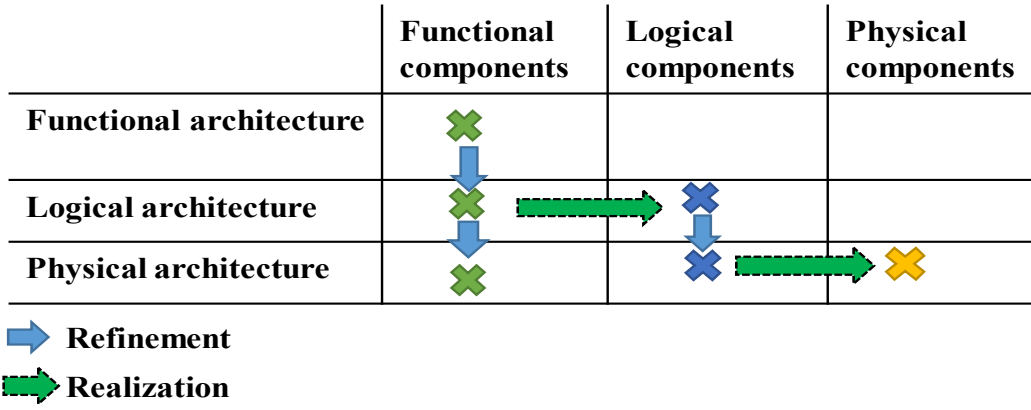 Functional components
Logical components
Physical components
Functional architecture
Logical architecture
Physical architecture
Refinement
Realization